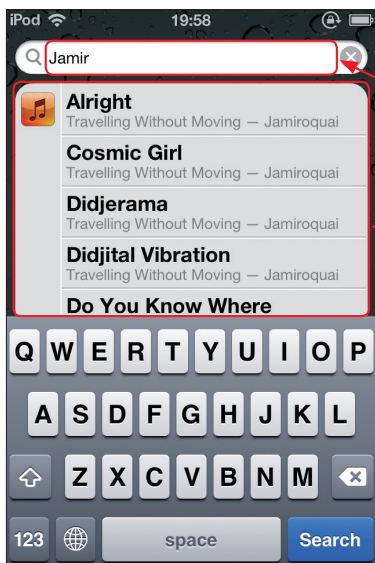 iPod 19:58
Jamir
Alright
Travelling Without Moving — Jamiroquai
Cosmic Girl
Travelling Without Moving — Jamiroquai
Didjerama
Travelling Without Moving — Jamiroquai
Didjital Vibration
Travelling Without Moving — Jamiroquai
Do You Know Where
Q W E R T Y U I O P
A S D F G H J K L
Z X C V B N M
123 space Search